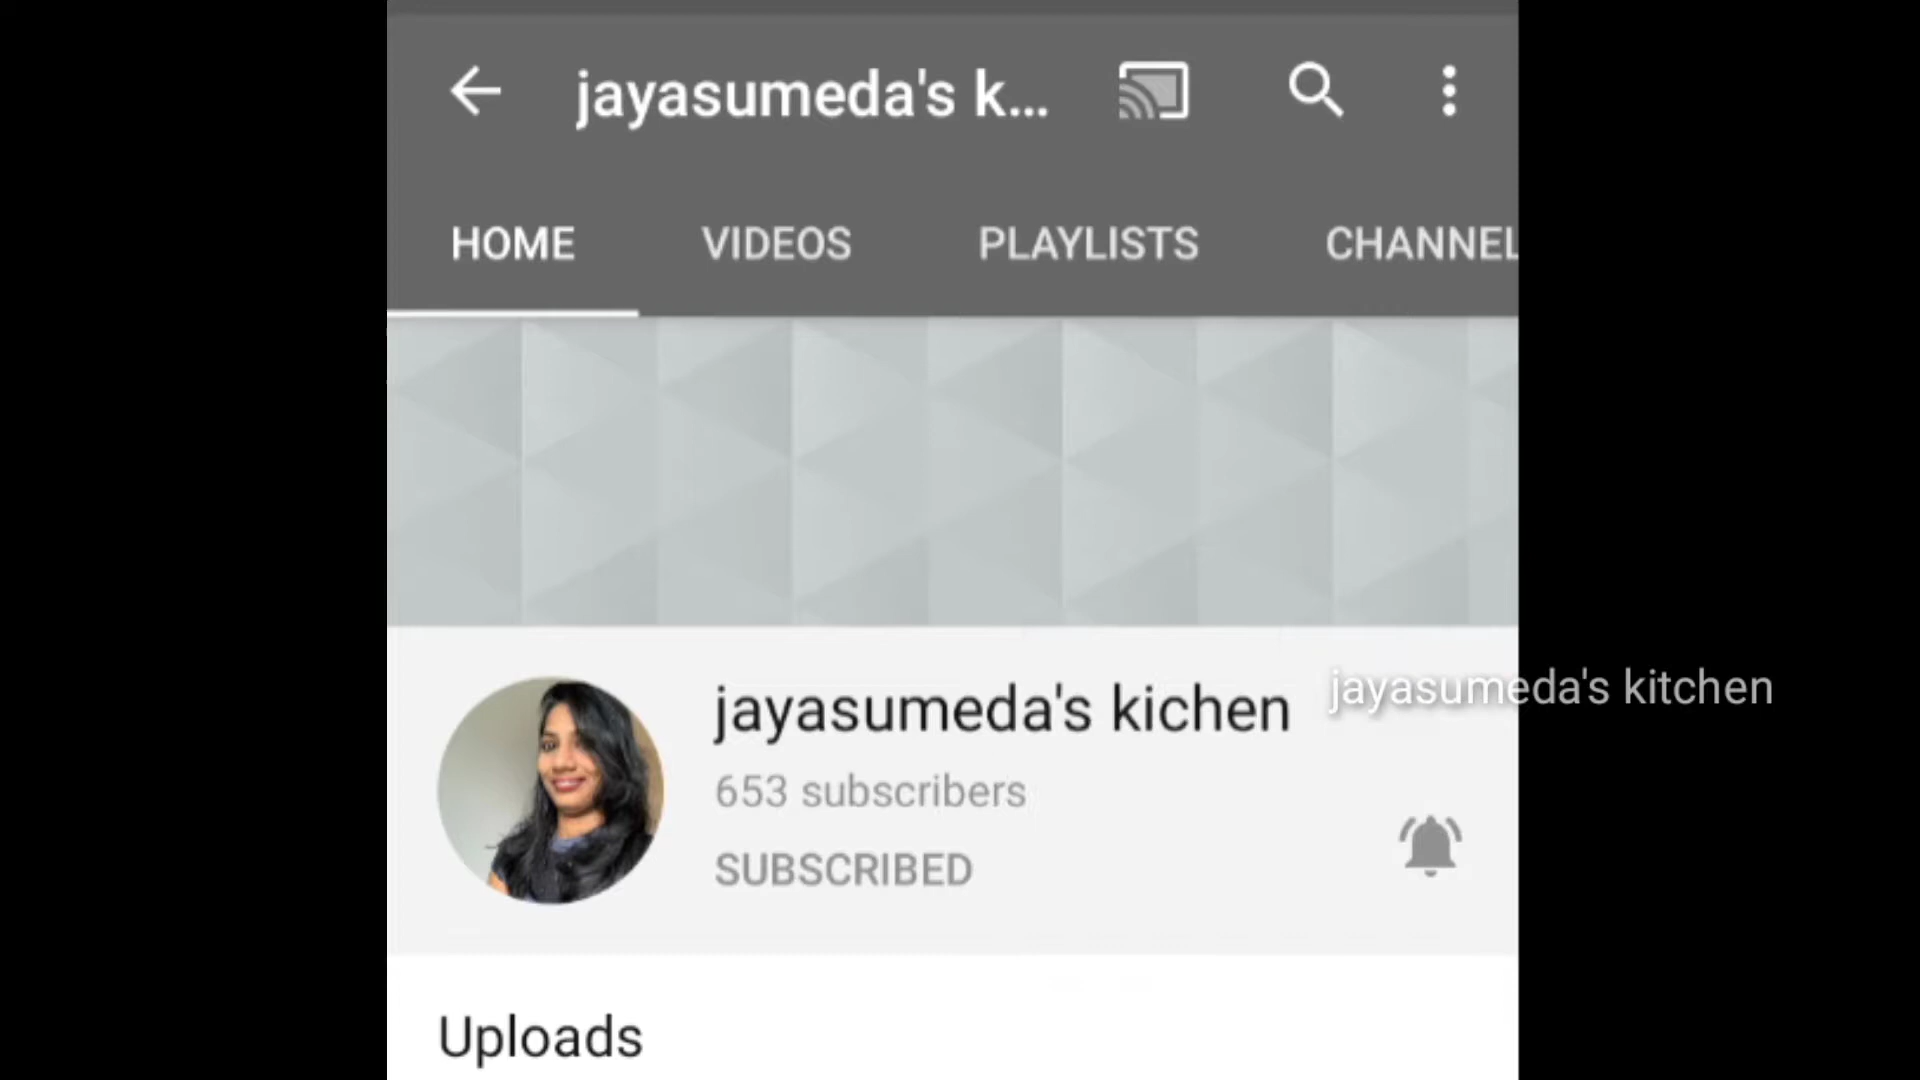 jayasumeda's k...
HOME VIDEOS PLAYLISTS CHANNEL
jayasumeda's kichen
jayasumeda's kitchen
653 subscribers
SUBSCRIBED
Uploads